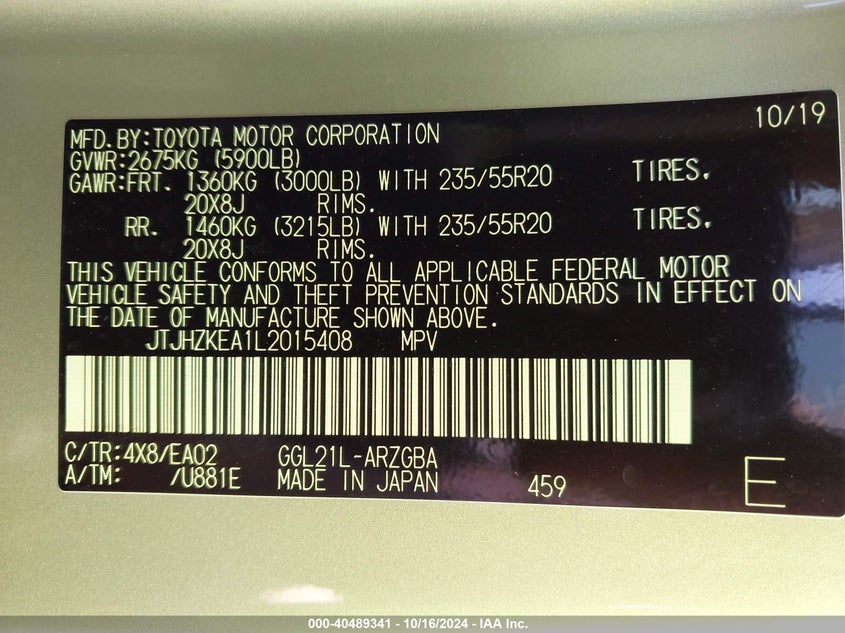 10/19
MFD.BY:TOYOTA MOTOR CORPORATION
GVWR:2675KG (5900LB)
GAWR:FRT. 1360KG (3000LB) WITH 235/55R20 TIRES.
20X8J RIMS.
RR. 1460KG (3215LB) WITH 235/55R20 TIRES.
20X8J RIMS.
THIS VEHICLE CONFORMS TO ALL APPLICABLE FEDERAL MOTOR
VEHICLE SAFETY AND THEFT PREVENTION STANDARDS IN EFFECT ON
THE DATE OF MANUFACTURE SHOWN ABOVE.
JTJHZKEA1L2015408 MPV
C/TR:4X8/EA02 GGL21L-ARZGBA
A/TM: /U881E MADE IN JAPAN 459 E
000-40489341 - 10/16/2024 - IAA Inc.